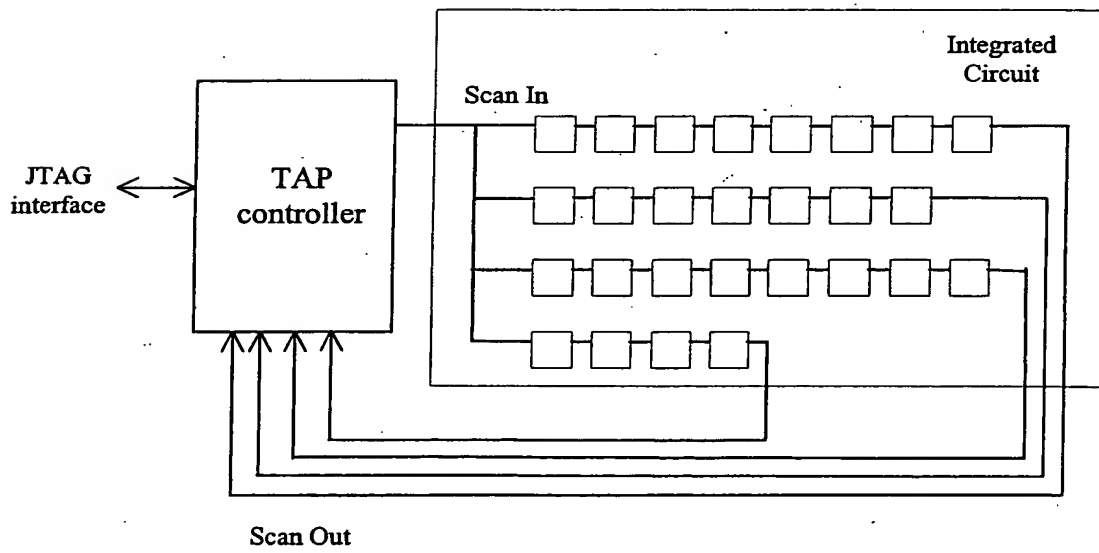 Integrated
Circuit
Scan In
JTAG
interface
TAP
controller
Scan Out